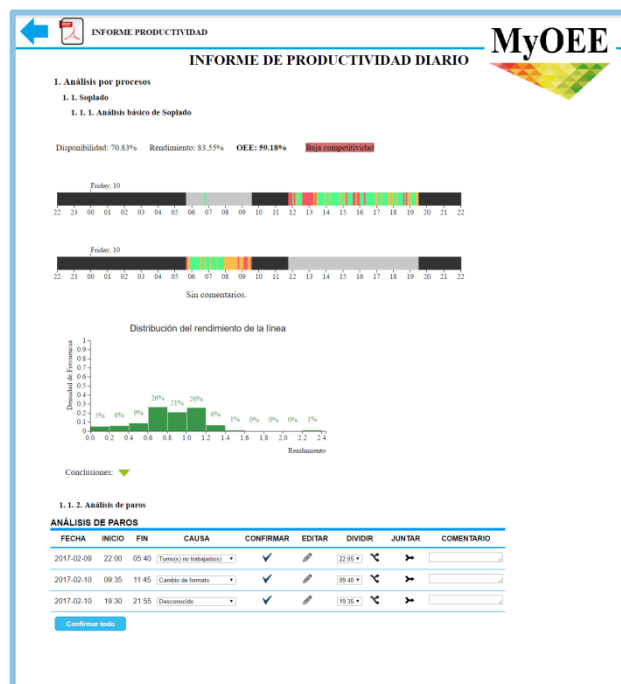 INFORME PRODUCTIVIDAD
MyOEE
INFORME DE PRODUCTIVIDAD DIARIO
1. Análisis por procesos
1. 1. Soplado
1. 1. 1. Análisis básico de Soplado
Disponibilidad: 70.83% Rendimiento: 83.55% OEE: 59.18% Baja competitividad
Friday, 10
22 23 00 01 02 03 04 05 06 07 08 09 10 11 12 13 14 15 16 17 18 19 20 21 22
Friday, 10
22 23 00 01 02 03 04 05 06 07 08 09 10 11 12 13 14 15 16 17 18 19 20 21 22
Sin comentarios.
Distribución del rendimiento de la línea
Densidad de Frecuencia
1
0.9
0.8
0.7
0.6
0.5
0.4
0.3
0.2
0.1
0
5% 6% 9% 26% 21% 26% 6% 1% 0% 0% 0% 1%
0.0 0.2 0.4 0.6 0.8 1.0 1.2 1.4 1.6 1.8 2.0 2.2 2.4
Rendimiento
Conclusiones:
1. 1. 2. Análisis de paros
ANÁLISIS DE PAROS
FECHA INICIO FIN CAUSA CONFIRMAR EDITAR DIVIDIR JUNTAR COMENTARIO
2017-02-09 22:00 05:40 Turno(s) no trabajado(s) 22:05
2017-02-10 09:35 11:45 Cambio de formato 09:40
2017-02-10 19:30 21:55 Desconocido 19:35
Confirmar todo